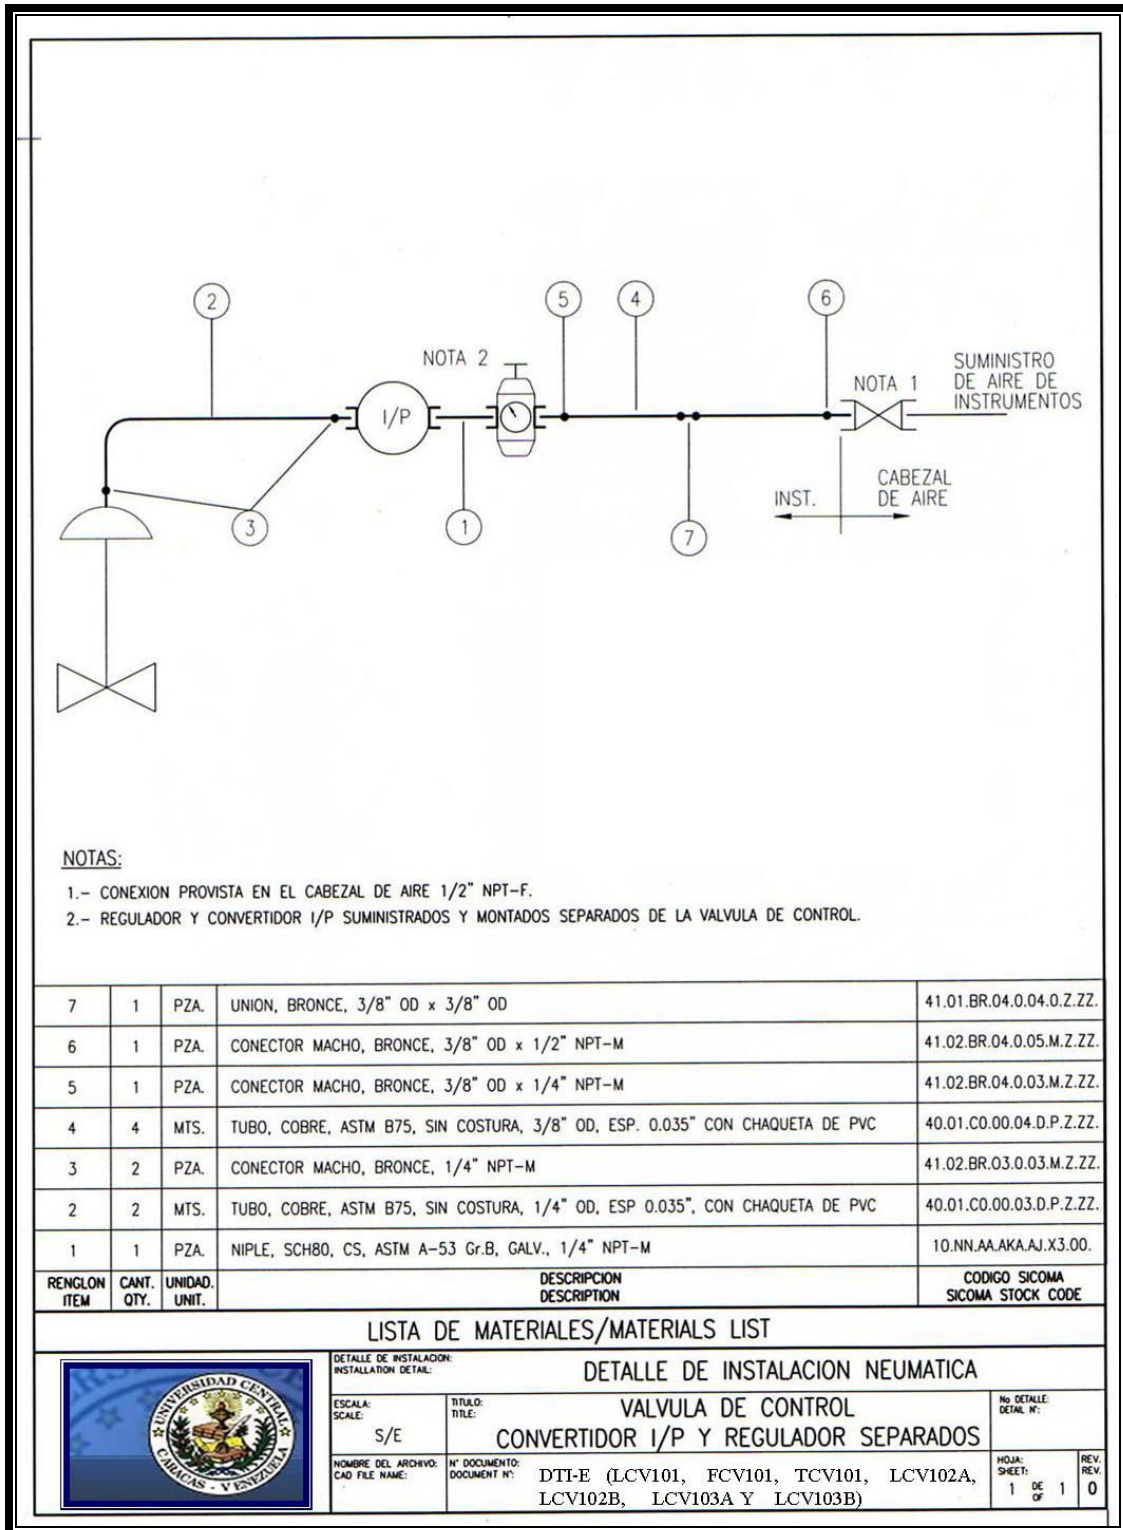 2
5
4
6
NOTA 2
NOTA 1
SUMINISTRO
DE AIRE DE
INSTRUMENTOS
I/P
CABEZAL
DE AIRE
INST.
3
1
7
NOTAS:
1.- CONEXION PROVISTA EN EL CABEZAL DE AIRE 1/2" NPT-F.
2.- REGULADOR Y CONVERTIDOR I/P SUMINISTRADOS Y MONTADOS SEPARADOS DE LA VALVULA DE CONTROL.
7 1 PZA. UNION, BRONCE, 3/8" OD x 3/8" OD 41.01.BR.04.0.04.0.Z.ZZ.
6 1 PZA. CONECTOR MACHO, BRONCE, 3/8" OD x 1/2" NPT-M 41.02.BR.04.0.05.M.Z.ZZ.
5 1 PZA. CONECTOR MACHO, BRONCE, 3/8" OD x 1/4" NPT-M 41.02.BR.04.0.03.M.Z.ZZ.
4 4 MTS. TUBO, COBRE, ASTM B75, SIN COSTURA, 3/8" OD, ESP. 0.035" CON CHAQUETA DE PVC 40.01.C0.00.04.D.P.Z.ZZ.
3 2 PZA. CONECTOR MACHO, BRONCE, 1/4" NPT-M 41.02.BR.03.0.03.M.Z.ZZ.
2 2 MTS. TUBO, COBRE, ASTM B75, SIN COSTURA, 1/4" OD, ESP 0.035", CON CHAQUETA DE PVC 40.01.C0.00.03.D.P.Z.ZZ.
1 1 PZA. NIPLE, SCH80, CS, ASTM A-53 Gr.B, GALV., 1/4" NPT-M 10.NN.AA.AKA.AJ.X3.00.
RENGLON CANT. UNIDAD. DESCRIPCION CODIGO SICOMA
ITEM QTY. UNIT. DESCRIPTION SICOMA STOCK CODE
LISTA DE MATERIALES/MATERIALS LIST
UNIVERSIDAD CENTRAL
CARACAS - VENEZUELA
DETALLE DE INSTALACION:
INSTALLATION DETAIL:
DETALLE DE INSTALACION NEUMATICA
ESCALA:
SCALE:
S/E
TITULO:
TITLE:
VALVULA DE CONTROL
CONVERTIDOR I/P Y REGULADOR SEPARADOS
No DETALLE:
DETAIL Nº:
NOMBRE DEL ARCHIVO:
CAD FILE NAME:
Nº DOCUMENTO:
DOCUMENT Nº:
DTI-E (LCV101, FCV101, TCV101, LCV102A,
LCV102B, LCV103A Y LCV103B)
HOJA:
SHEET:
1 DE 1
OF
REV.
REV.
0